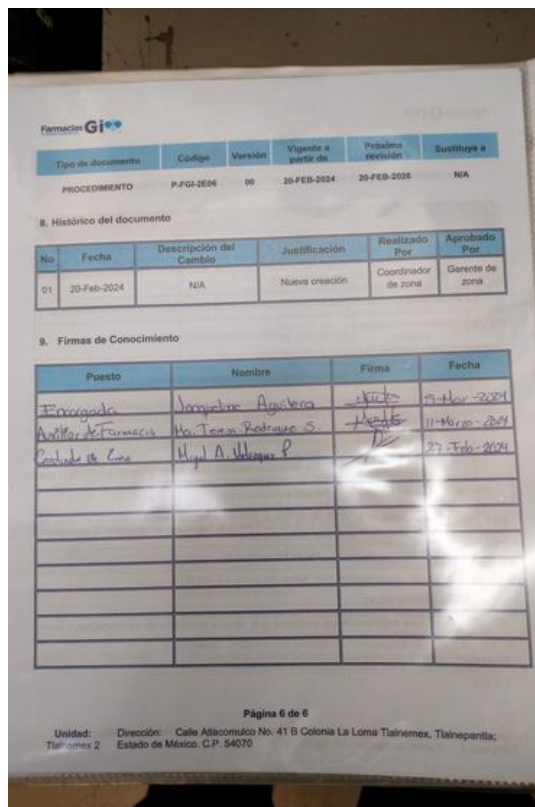 Farmacias Gi
Tipo de documento Código Versión Vigente a partir de Próxima revisión Sustituye a
PROCEDIMIENTO P-FGI-2E06 00 20-FEB-2024 20-FEB-2026 N/A
8. Histórico del documento
No Fecha Descripción del Cambio Justificación Realizado Por Aprobado Por
01 20-Feb-2024 N/A Nueva creación Coordinador de zona Gerente de zona
9. Firmas de Conocimiento
Puesto Nombre Firma Fecha
Encargada Jacqueline Aguilera 5-Mar-2024
Auxiliar de Farmacia Ma. Teresa Rodriguez S. 11-Marzo-2024
Miguel A. Velazquez P 27-Feb-2024
Página 6 de 6
Unidad: Dirección: Calle Atlacomulco No. 41 B Colonia La Loma Tlalnemex, Tlalnepantla;
Tlalnemex 2 Estado de México. C.P. 54070